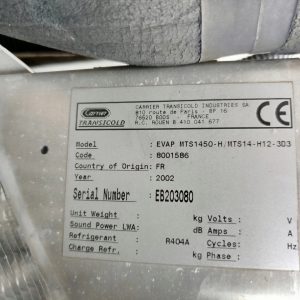 Carrier
TRANSICOLD
CARRIER TRANSICOLD INDUSTRIES SA
810 route de Paris - BP 16
76520 BOOS - FRANCE
R.C. ROUEN B 410 041 677
CE
Model : EVAP MTS1450-H/MTS14-H12-3D3
Code : 8001586
Country of Origin : FR
Year : 2002
Serial Number : EB203080
Unit Weight : kg Volts : V
Sound Power LWA: dB Amps : A
Refrigerant : R404A Cycles: Hz
Charge Refr. : kg Phase :